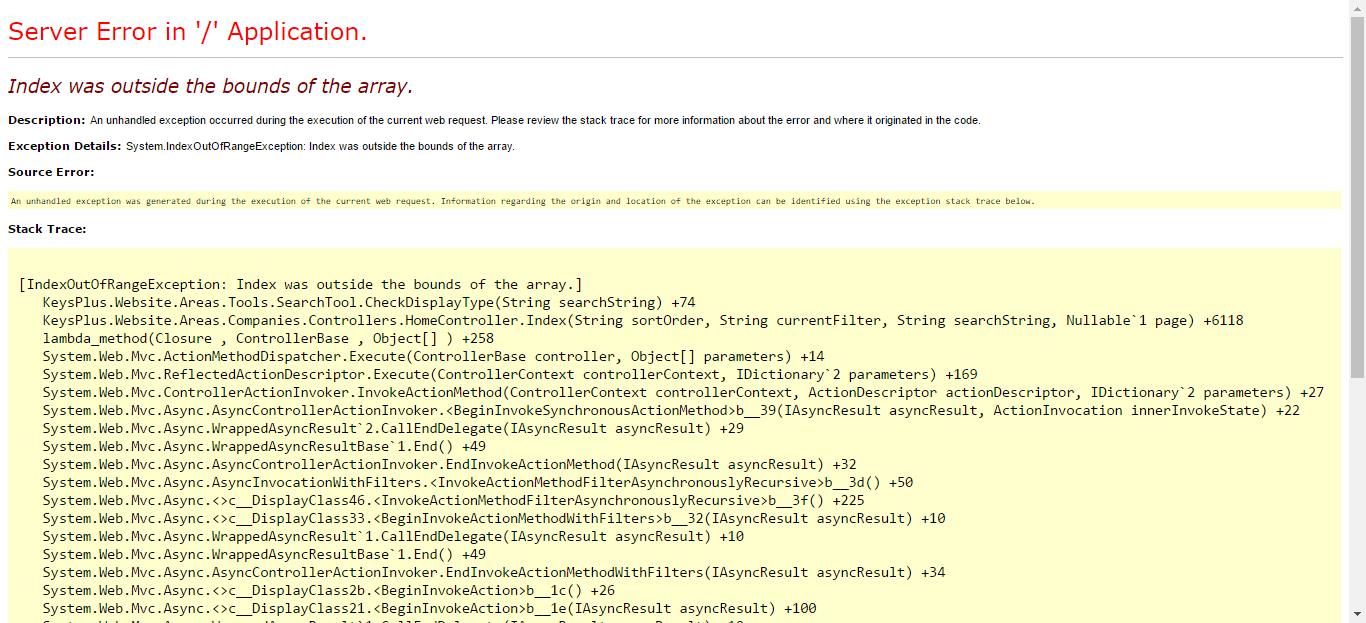 Server Error in '/' Application.
Index was outside the bounds of the array.
Description: An unhandled exception occurred during the execution of the current web request. Please review the stack trace for more information about the error and where it originated in the code.
Exception Details: System.IndexOutOfRangeException: Index was outside the bounds of the array.
Source Error:
An unhandled exception was generated during the execution of the current web request. Information regarding the origin and location of the exception can be identified using the exception stack trace below.
Stack Trace:
[IndexOutOfRangeException: Index was outside the bounds of the array.]
KeysPlus.Website.Areas.Tools.SearchTool.CheckDisplayType(String searchString) +74
KeysPlus.Website.Areas.Companies.Controllers.HomeController.Index(String sortOrder, String currentFilter, String searchString, Nullable`1 page) +6118
lambda_method(Closure , ControllerBase , Object[] ) +258
System.Web.Mvc.ActionMethodDispatcher.Execute(ControllerBase controller, Object[] parameters) +14
System.Web.Mvc.ReflectedActionDescriptor.Execute(ControllerContext controllerContext, IDictionary`2 parameters) +169
System.Web.Mvc.ControllerActionInvoker.InvokeActionMethod(ControllerContext controllerContext, ActionDescriptor actionDescriptor, IDictionary`2 parameters) +27
System.Web.Mvc.Async.AsyncControllerActionInvoker.<BeginInvokeSynchronousActionMethod>b__39(IAsyncResult asyncResult, ActionInvocation innerInvokeState) +22
System.Web.Mvc.Async.WrappedAsyncResult`2.CallEndDelegate(IAsyncResult asyncResult) +29
System.Web.Mvc.Async.WrappedAsyncResultBase`1.End() +49
System.Web.Mvc.Async.AsyncControllerActionInvoker.EndInvokeActionMethod(IAsyncResult asyncResult) +32
System.Web.Mvc.Async.AsyncInvocationWithFilters.<InvokeActionMethodFilterAsynchronouslyRecursive>b__3d() +50
System.Web.Mvc.Async.<>c__DisplayClass46.<InvokeActionMethodFilterAsynchronouslyRecursive>b__3f() +225
System.Web.Mvc.Async.<>c__DisplayClass33.<BeginInvokeActionMethodWithFilters>b__32(IAsyncResult asyncResult) +10
System.Web.Mvc.Async.WrappedAsyncResult`1.CallEndDelegate(IAsyncResult asyncResult) +10
System.Web.Mvc.Async.WrappedAsyncResultBase`1.End() +49
System.Web.Mvc.Async.AsyncControllerActionInvoker.EndInvokeActionMethodWithFilters(IAsyncResult asyncResult) +34
System.Web.Mvc.Async.<>c__DisplayClass2b.<BeginInvokeAction>b__1c() +26
System.Web.Mvc.Async.<>c__DisplayClass21.<BeginInvokeAction>b__1e(IAsyncResult asyncResult) +100